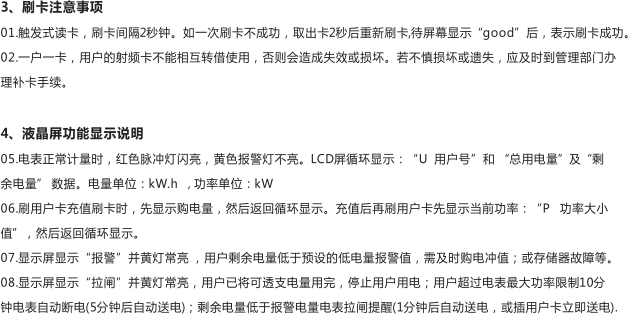 3、刷卡注意事项
01.触发式读卡，刷卡间隔2秒钟。如一次刷卡不成功，取出卡2秒后重新刷卡,待屏幕显示“good”后，表示刷卡成功。
02.一户一卡，用户的射频卡不能相互转借使用，否则会造成失效或损坏。若不慎损坏或遗失，应及时到管理部门办
理补卡手续。
4、液晶屏功能显示说明
05.电表正常计量时，红色脉冲灯闪亮，黄色报警灯不亮。LCD屏循环显示：“U 用户号”和 “总用电量”及“剩
余电量” 数据。电量单位：kW.h ，功率单位：kW
06.刷用户卡充值刷卡时，先显示购电量，然后返回循环显示。充值后再刷用户卡先显示当前功率：“P 功率大小
值”，然后返回循环显示。
07.显示屏显示“报警”并黄灯常亮 ，用户剩余电量低于预设的低电量报警值，需及时购电冲值；或存储器故障等。
08.显示屏显示“拉闸”并黄灯常亮，用户已将可透支电量用完，停止用户用电；用户超过电表最大功率限制10分
钟电表自动断电(5分钟后自动送电)；剩余电量低于报警电量电表拉闸提醒(1分钟后自动送电，或插用户卡立即送电).